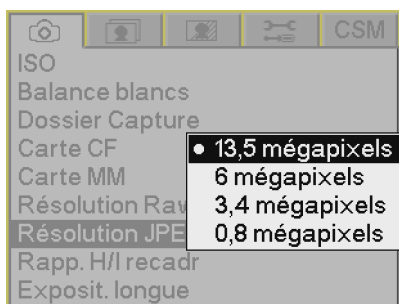 CSM
ISO
Balance blancs
Dossier Capture
Carte CF
13,5 mégapixels
Carte MM
6 mégapixels
Résolution Raw
3,4 mégapixels
Résolution JPE
0,8 mégapixels
Rapp. H/l recadr
Exposit. longue